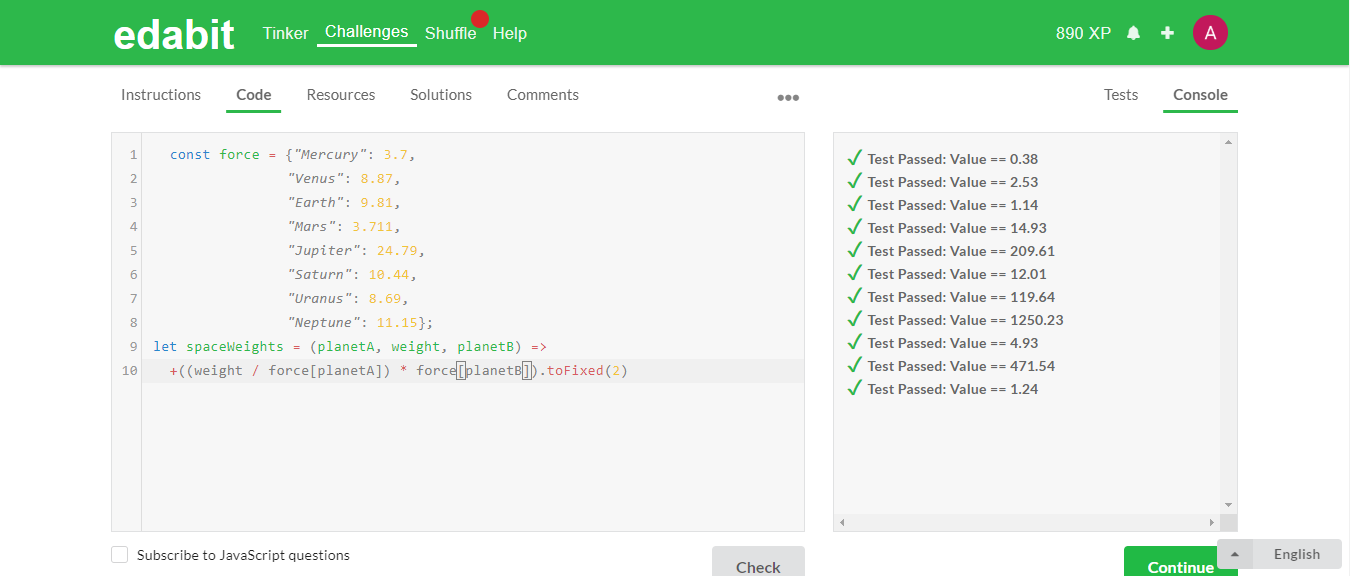 edabit Tinker Challenges Shuffle Help 890 XP A
Instructions Code Resources Solutions Comments ••• Tests Console
1 const force = {"Mercury": 3.7,
2 "Venus": 8.87,
3 "Earth": 9.81,
4 "Mars": 3.711,
5 "Jupiter": 24.79,
6 "Saturn": 10.44,
7 "Uranus": 8.69,
8 "Neptune": 11.15};
9 let spaceWeights = (planetA, weight, planetB) =>
10 +((weight / force[planetA]) * force[planetB]).toFixed(2)
✓ Test Passed: Value == 0.38
✓ Test Passed: Value == 2.53
✓ Test Passed: Value == 1.14
✓ Test Passed: Value == 14.93
✓ Test Passed: Value == 209.61
✓ Test Passed: Value == 12.01
✓ Test Passed: Value == 119.64
✓ Test Passed: Value == 1250.23
✓ Test Passed: Value == 4.93
✓ Test Passed: Value == 471.54
✓ Test Passed: Value == 1.24
Subscribe to JavaScript questions
Check
Continue
English